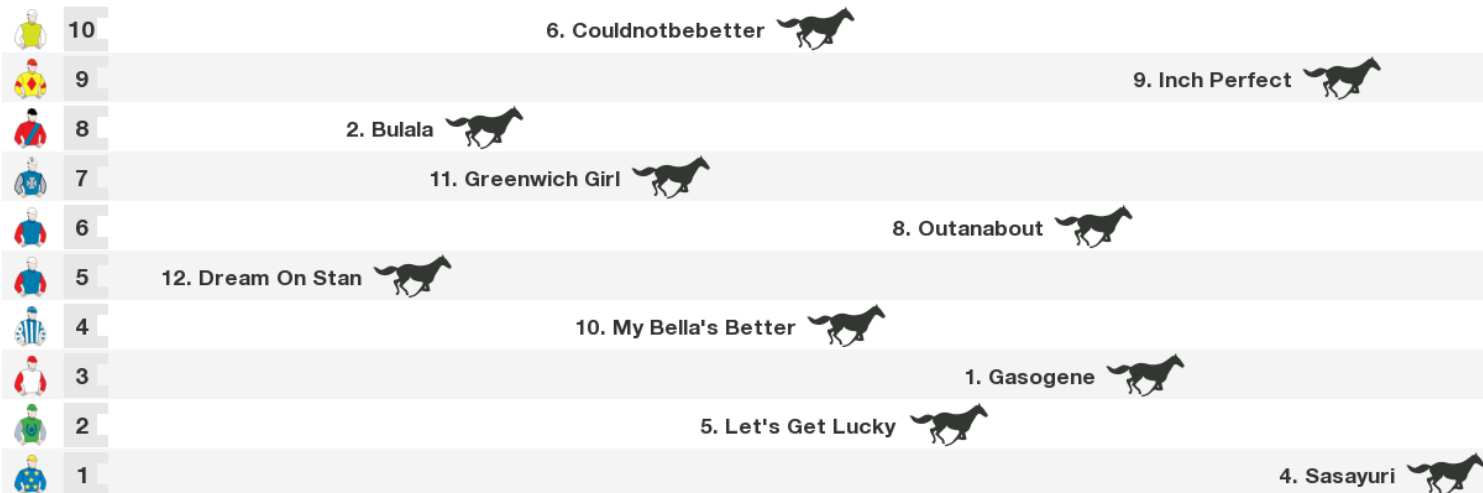 10 6. Couldnotbebetter
9 9. Inch Perfect
8 2. Bulala
7 11. Greenwich Girl
6 8. Outanabout
5 12. Dream On Stan
4 10. My Bella's Better
3 1. Gasogene
2 5. Let's Get Lucky
1 4. Sasayuri